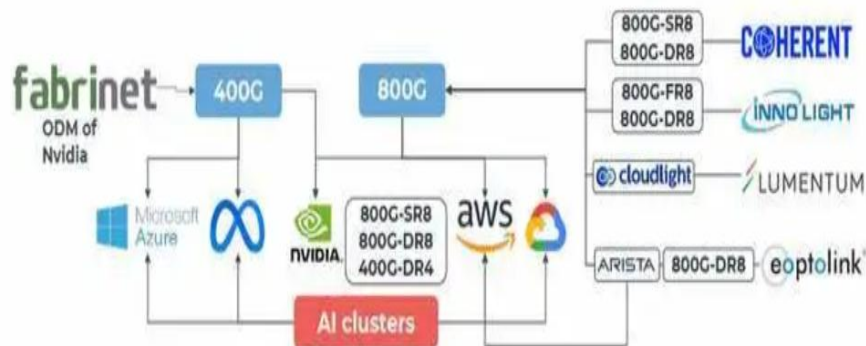 fabrinet
ODM of
Nvidia
400G
800G
800G-SR8
800G-DR8
COHERENT
800G-FR8
800G-DR8
INNOLIGHT
cloudlight
LUMENTUM
ARISTA
800G-DR8
eoptolink
Microsoft
Azure
NVIDIA.
800G-SR8
800G-DR8
400G-DR4
aws
AI clusters